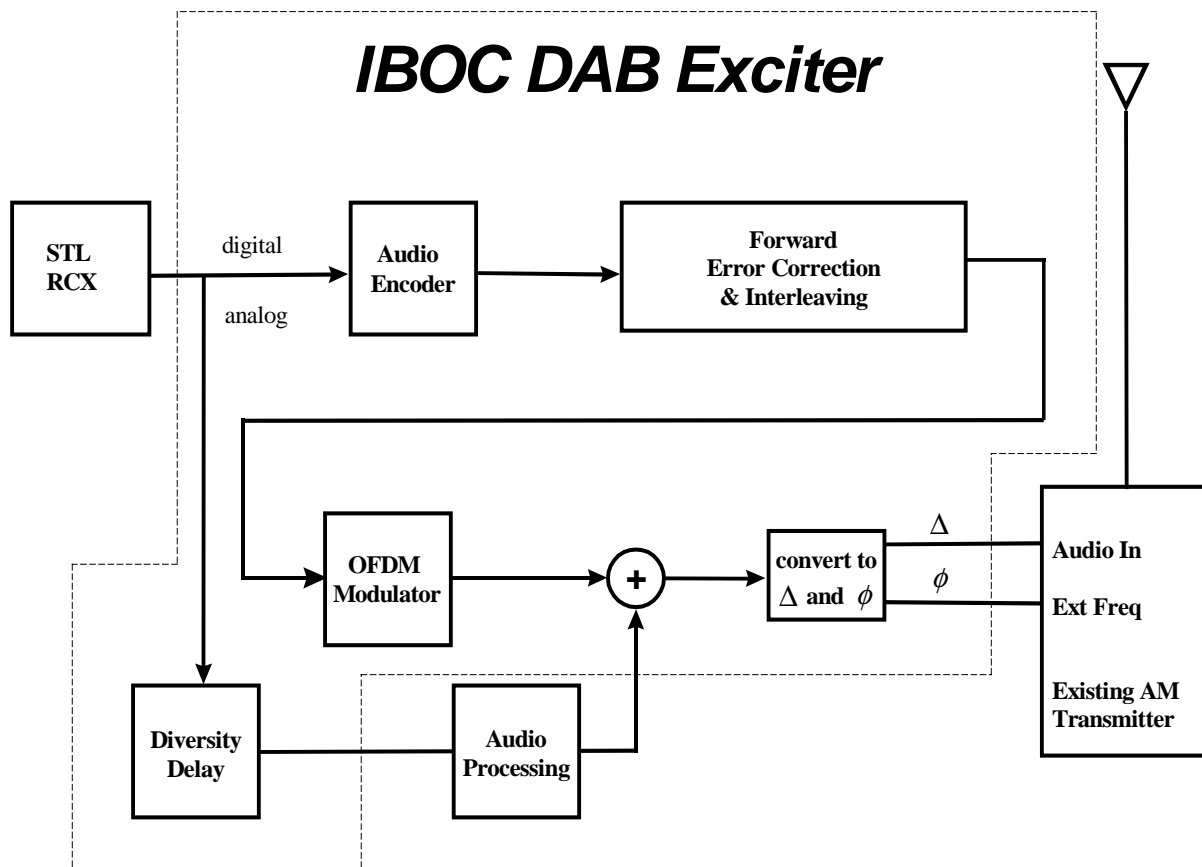 IBOC DAB Exciter
STL
RCX
digital
analog
Audio
Encoder
Forward
Error Correction
& Interleaving
OFDM
Modulator
+
convert to
Δ and ϕ
Δ
ϕ
Audio In
Ext Freq
Existing AM
Transmitter
Diversity
Delay
Audio
Processing